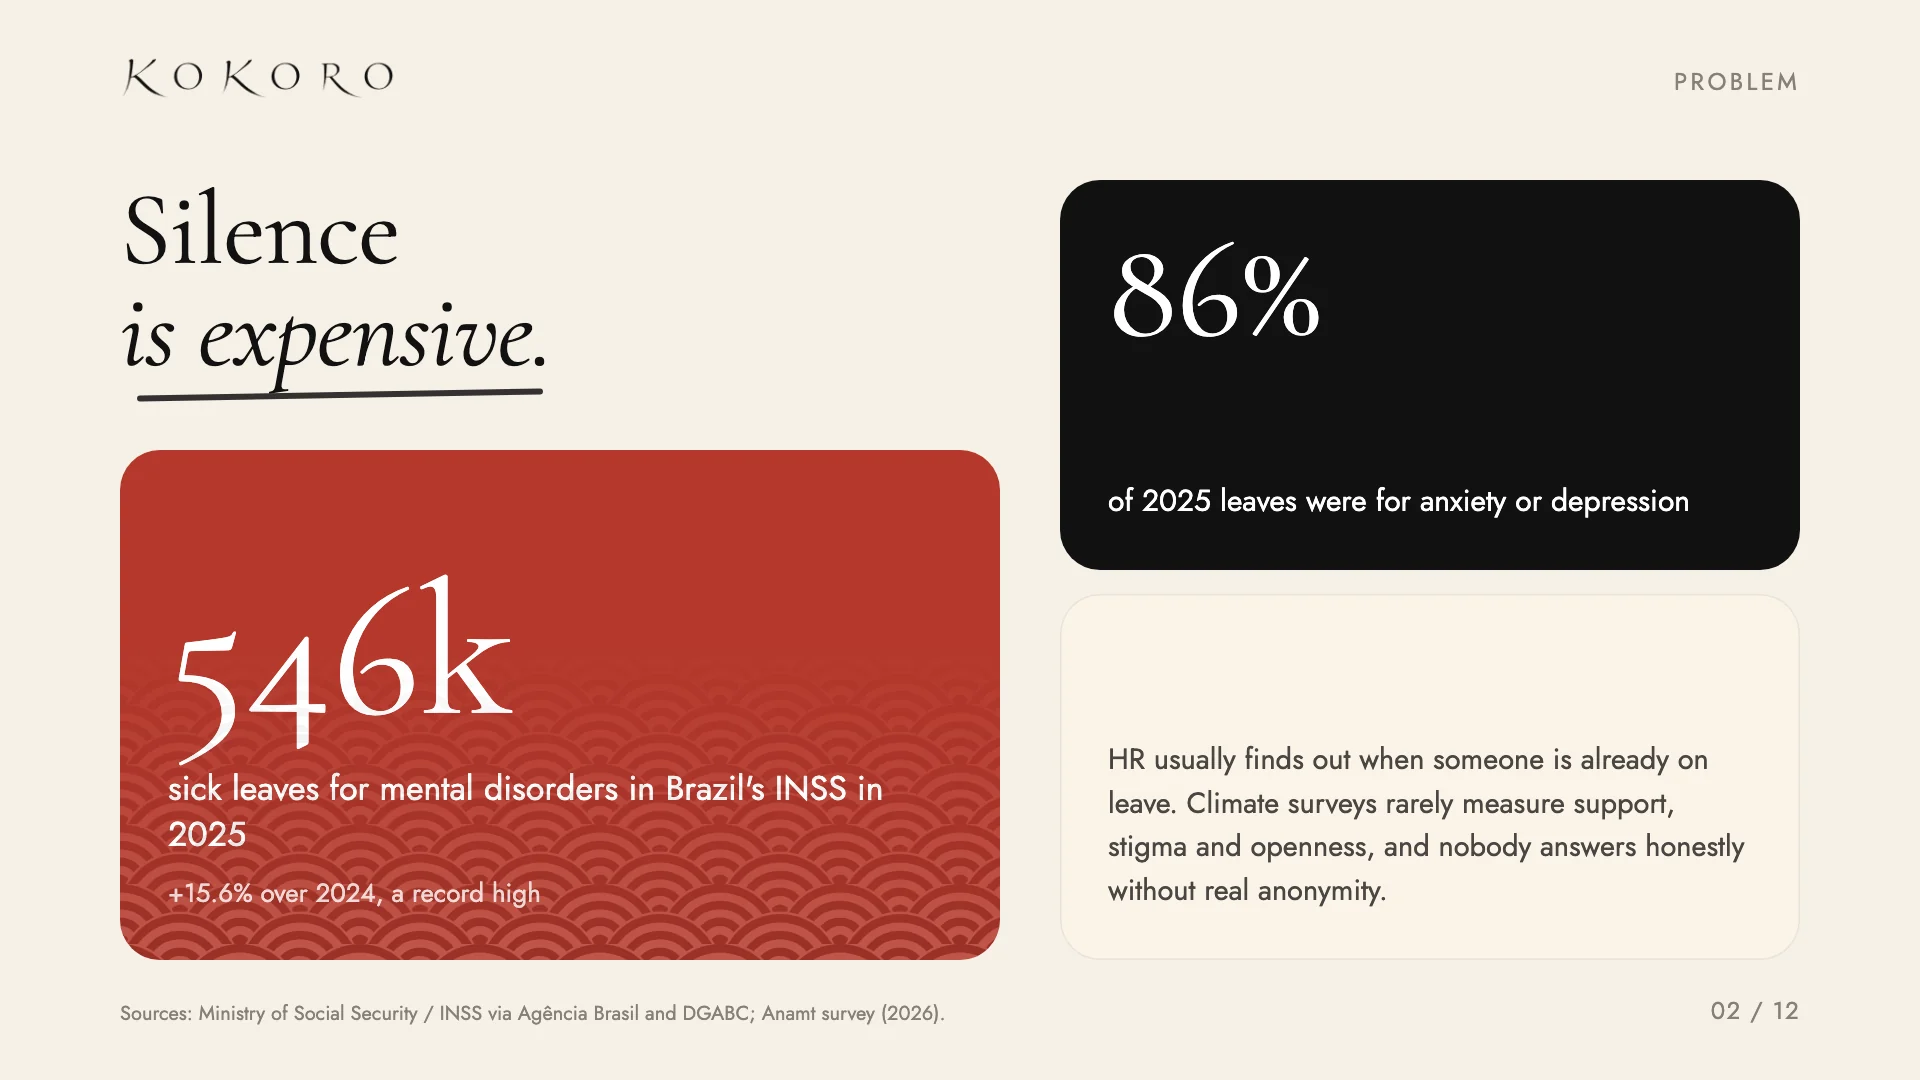 KOKORO
PROBLEM
Silence
is expensive.
546k
sick leaves for mental disorders in Brazil's INSS in
2025
+15.6% over 2024, a record high
86%
of 2025 leaves were for anxiety or depression
HR usually finds out when someone is already on
leave. Climate surveys rarely measure support,
stigma and openness, and nobody answers honestly
without real anonymity.
Sources: Ministry of Social Security / INSS via Agência Brasil and DGABC; Anamt survey (2026).
02 / 12